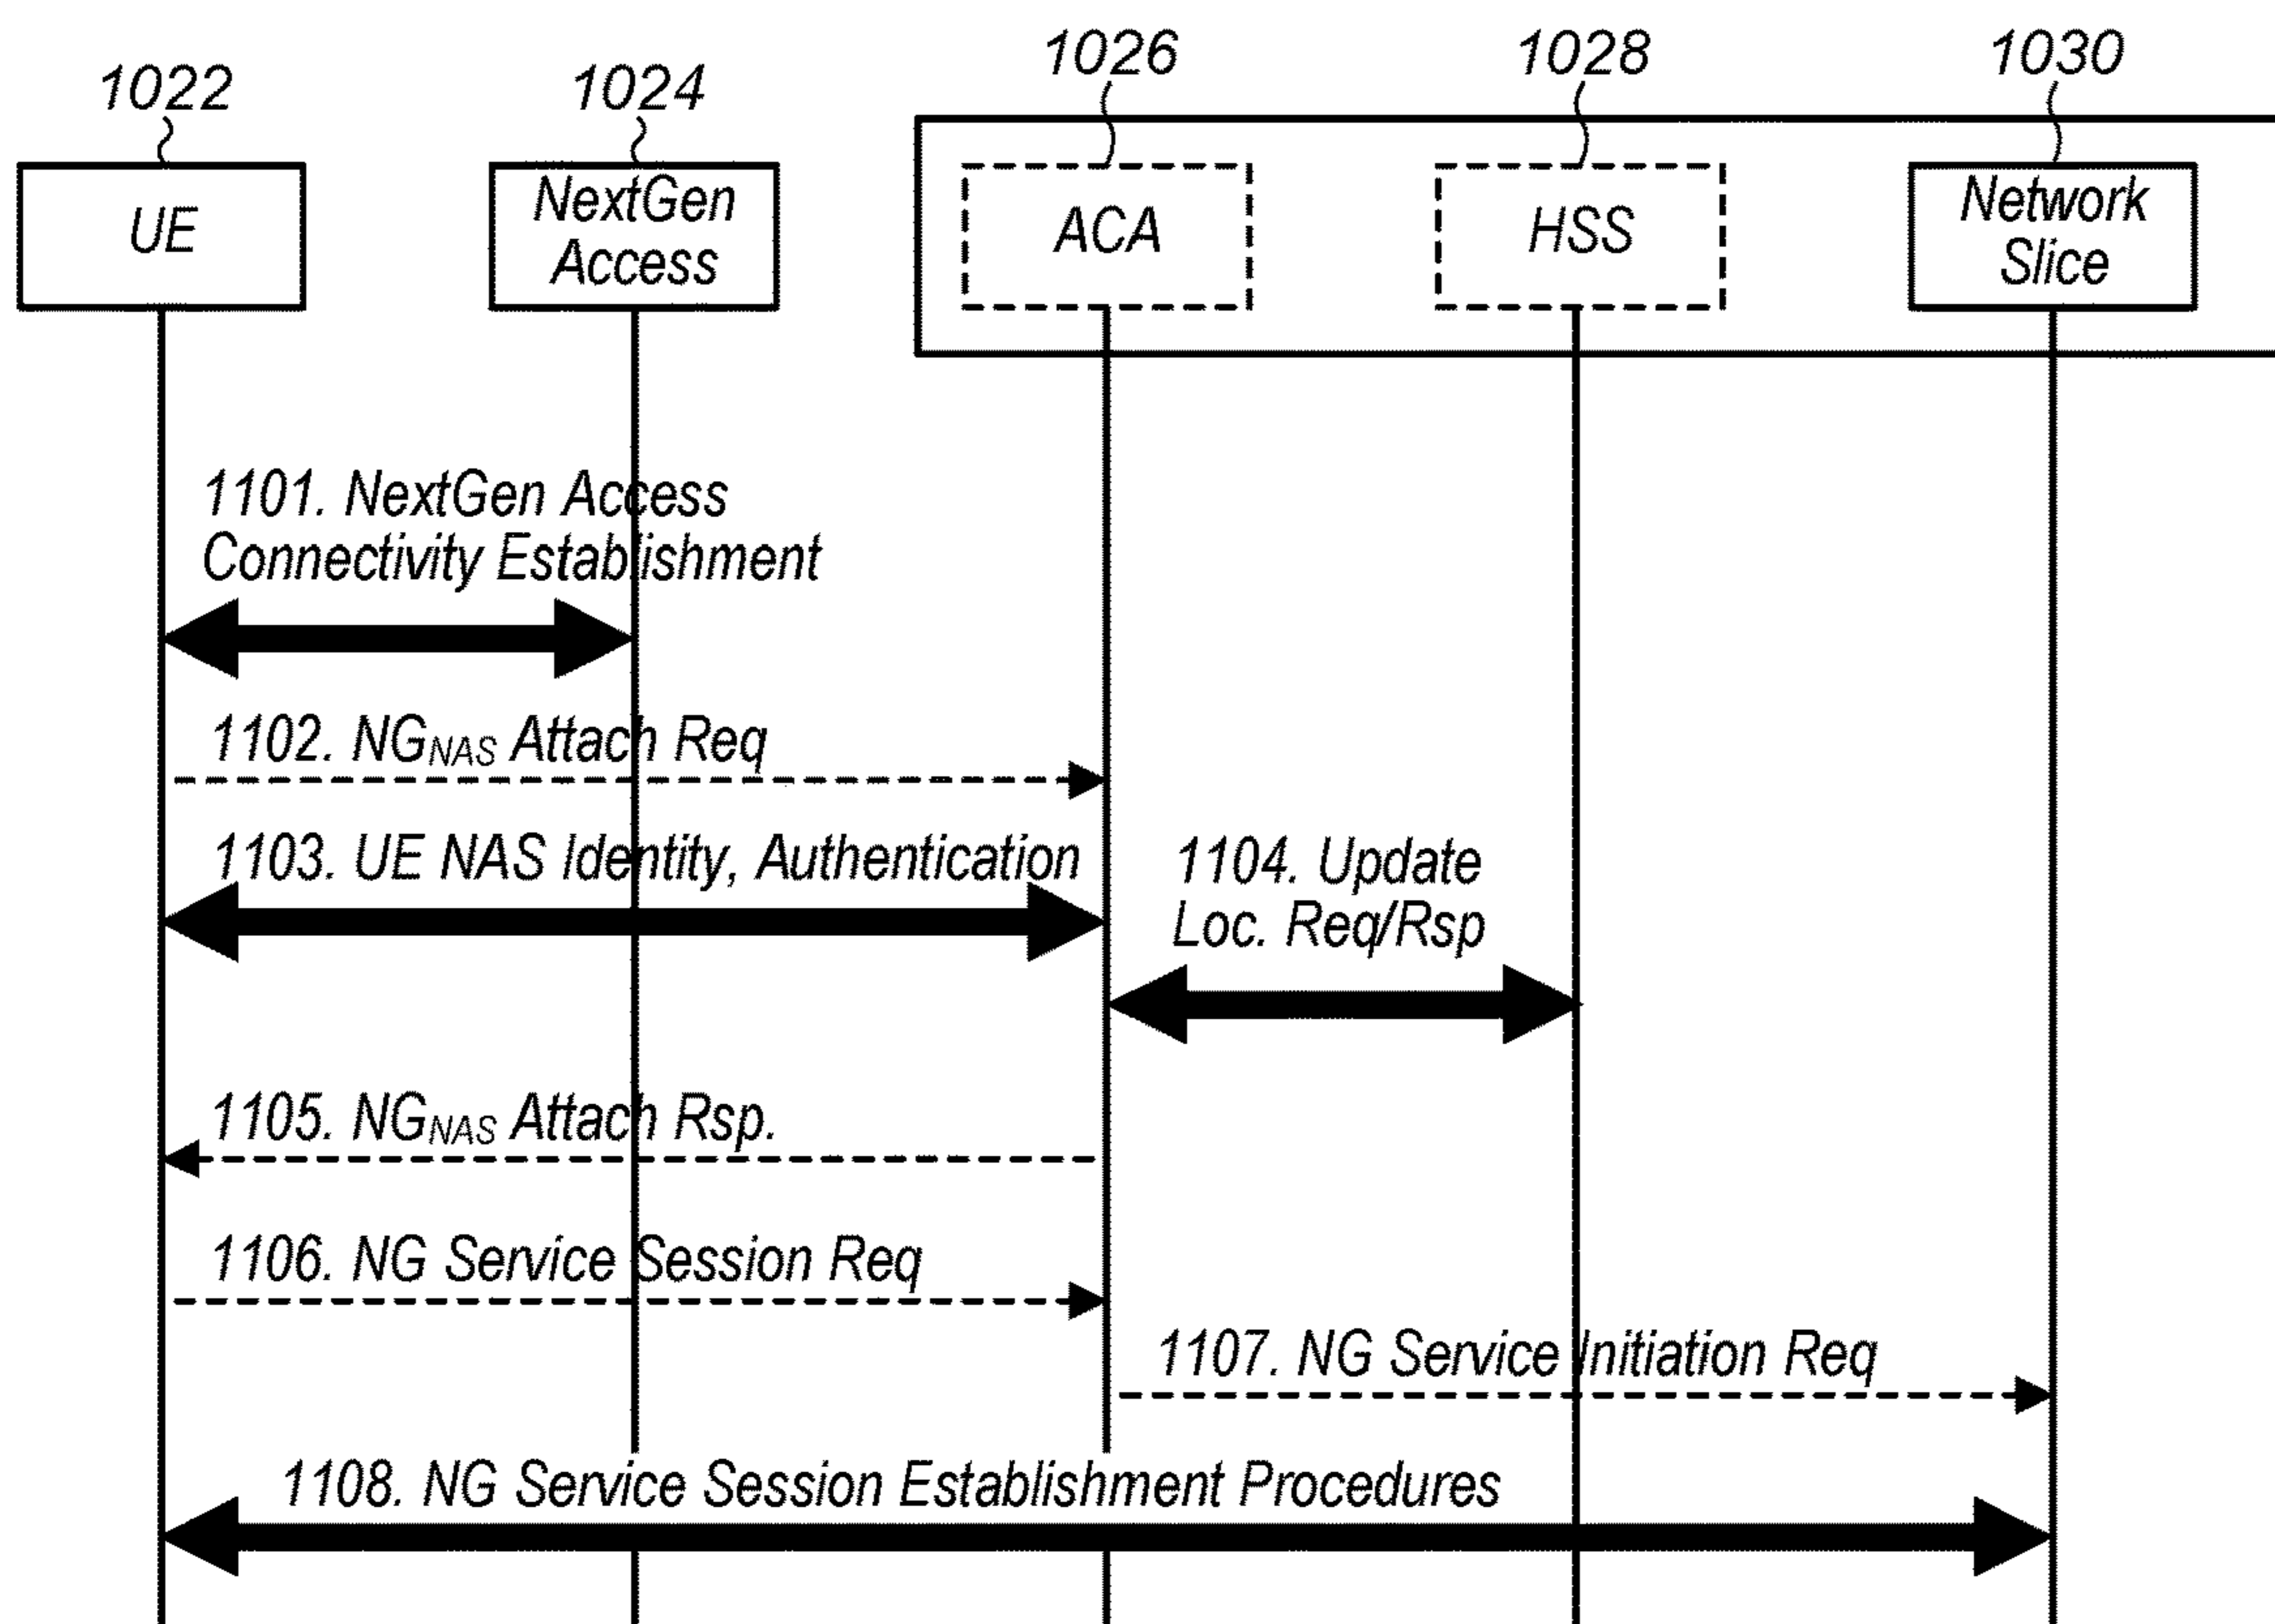 1022
1024
1026
1028
1030
UE
NextGen
Access
ACA
HSS
Network
Slice
1101. NextGen Access
Connectivity Establishment
1102. NGNAS Attach Req
1103. UE NAS Identity, Authentication
1104. Update
Loc. Req/Rsp
1105. NGNAS Attach Rsp.
1106. NG Service Session Req
1107. NG Service Initiation Req
1108. NG Service Session Establishment Procedures